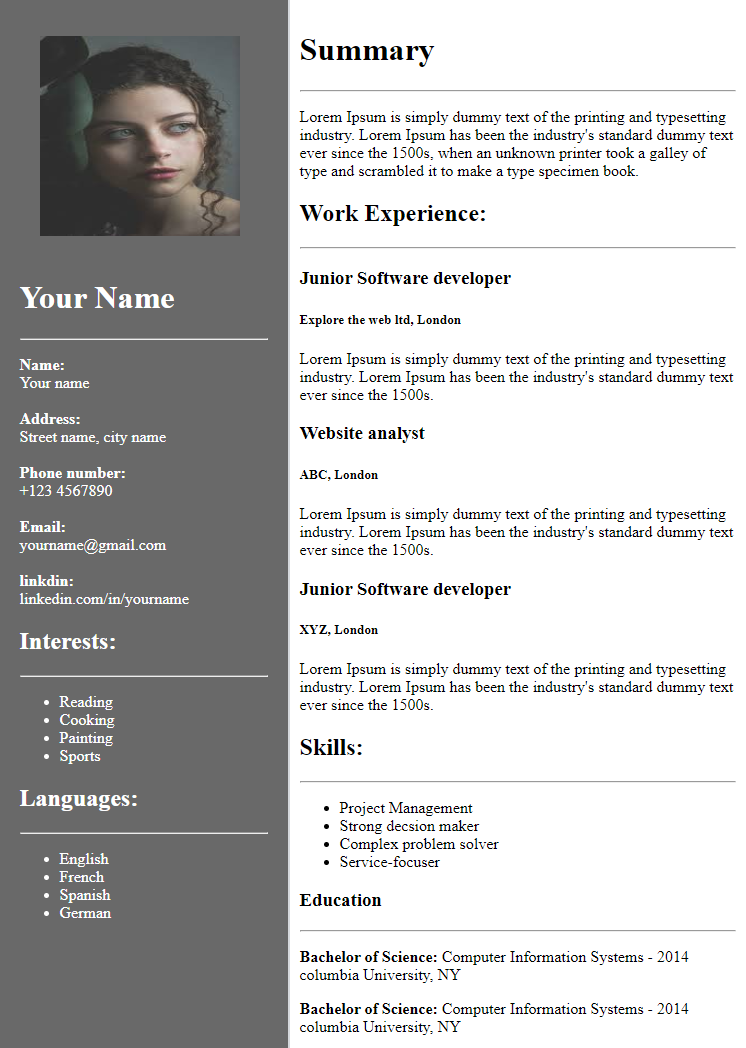 Your Name
Name:
Your name
Address:
Street name, city name
Phone number:
+123 4567890
Email:
yourname@gmail.com
linkdin:
linkedin.com/in/yourname
Interests:
Reading
Cooking
Painting
Sports
Languages:
English
French
Spanish
German
Summary
Lorem Ipsum is simply dummy text of the printing and typesetting
industry. Lorem Ipsum has been the industry's standard dummy text
ever since the 1500s, when an unknown printer took a galley of
type and scrambled it to make a type specimen book.
Work Experience:
Junior Software developer
Explore the web ltd, London
Lorem Ipsum is simply dummy text of the printing and typesetting
industry. Lorem Ipsum has been the industry's standard dummy text
ever since the 1500s.
Website analyst
ABC, London
Lorem Ipsum is simply dummy text of the printing and typesetting
industry. Lorem Ipsum has been the industry's standard dummy text
ever since the 1500s.
Junior Software developer
XYZ, London
Lorem Ipsum is simply dummy text of the printing and typesetting
industry. Lorem Ipsum has been the industry's standard dummy text
ever since the 1500s.
Skills:
Project Management
Strong decsion maker
Complex problem solver
Service-focuser
Education
Bachelor of Science: Computer Information Systems - 2014
columbia University, NY
Bachelor of Science: Computer Information Systems - 2014
columbia University, NY